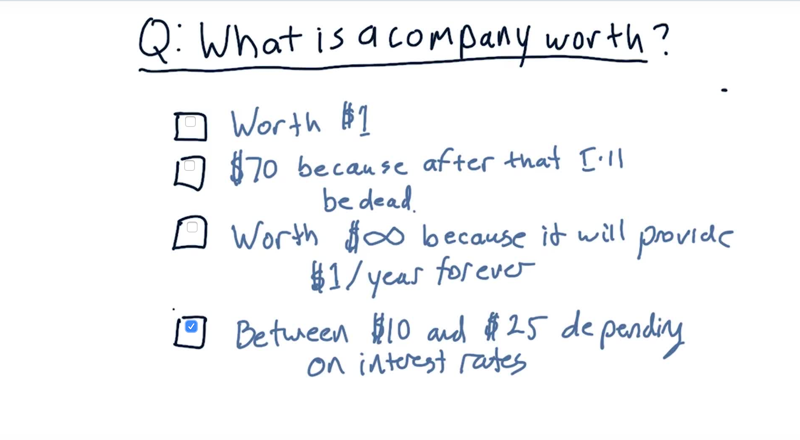 Q: What is a company worth?
Worth $1
$70 because after that I'll
be dead.
Worth $∞ because it will provide
$1/year forever
Between $10 and $25 depending
on interest rates